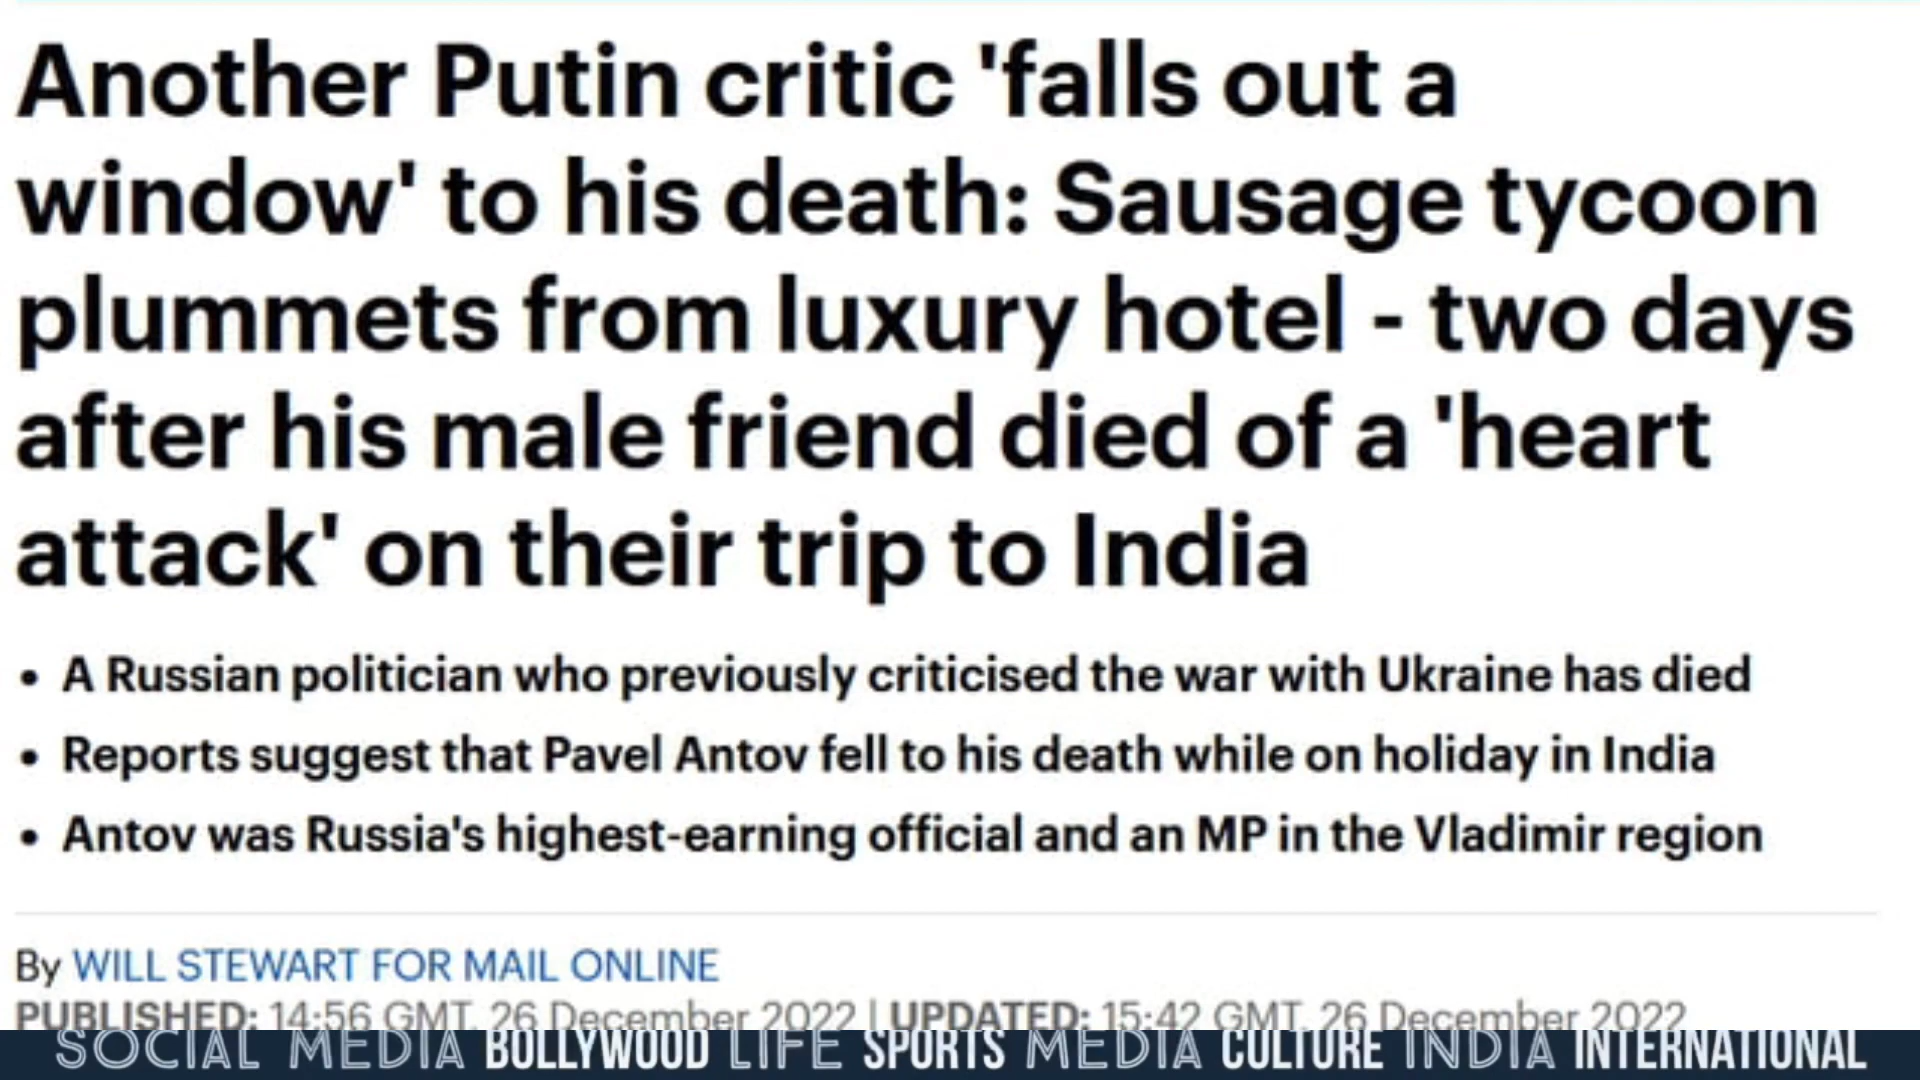 Another Putin critic 'falls out a
window' to his death: Sausage tycoon
plummets from luxury hotel - two days
after his male friend died of a 'heart
attack' on their trip to India
• A Russian politician who previously criticised the war with Ukraine has died
• Reports suggest that Pavel Antov fell to his death while on holiday in India
• Antov was Russia's highest-earning official and an MP in the Vladimir region
By WILL STEWART FOR MAIL ONLINE
PUBLISHED: 14:56 GMT, 26 December 2022 | UPDATED: 15:42 GMT, 26 December 2022
SOCIAL MEDIA BOLLYWOOD LIFE SPORTS MEDIA CULTURE INDIA INTERNATIONAL